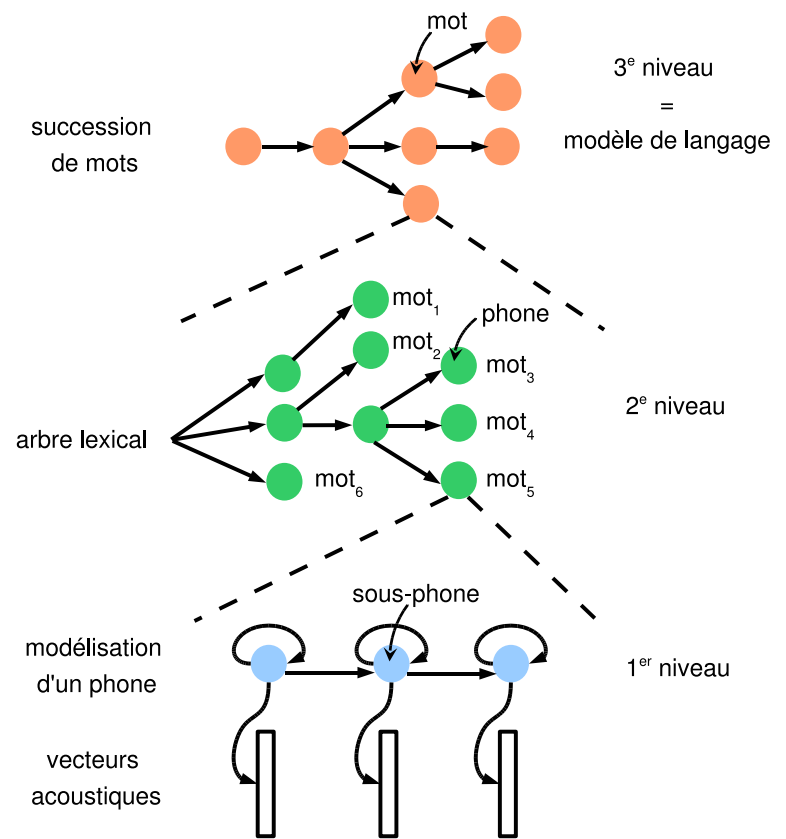 mot
3e niveau
=
modèle de langage
succession
de mots
mot1
phone
mot2
mot3
2e niveau
arbre lexical
mot4
mot6
mot5
sous-phone
modélisation
d'un phone
1er niveau
vecteurs
acoustiques